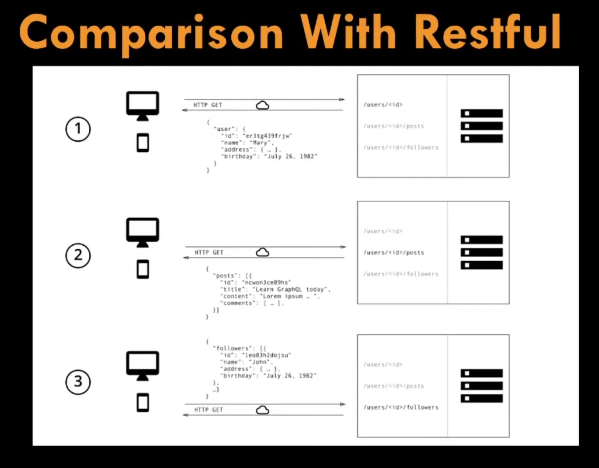 Comparison With Restful
1
HTTP GET
{
"user": {
"id": "er3tg439frjw"
"name": "Mary",
"address": { … },
"birthday": "July 26, 1982"
}
}
/users/<id>
/users/<id>/posts
/users/<id>/followers
2
HTTP GET
{
"posts": [{
"id": "ncwon3ce89hs"
"title": "Learn GraphQL today",
"content": "Lorem ipsum … ",
"comments": [ … ],
}]
}
/users/<id>
/users/<id>/posts
/users/<id>/followers
3
{
"followers": [{
"id": "leo83h2dojsu"
"name": "John",
"address": { … },
"birthday": "July 26, 1982"
},
…]
}
HTTP GET
/users/<id>
/users/<id>/posts
/users/<id>/followers